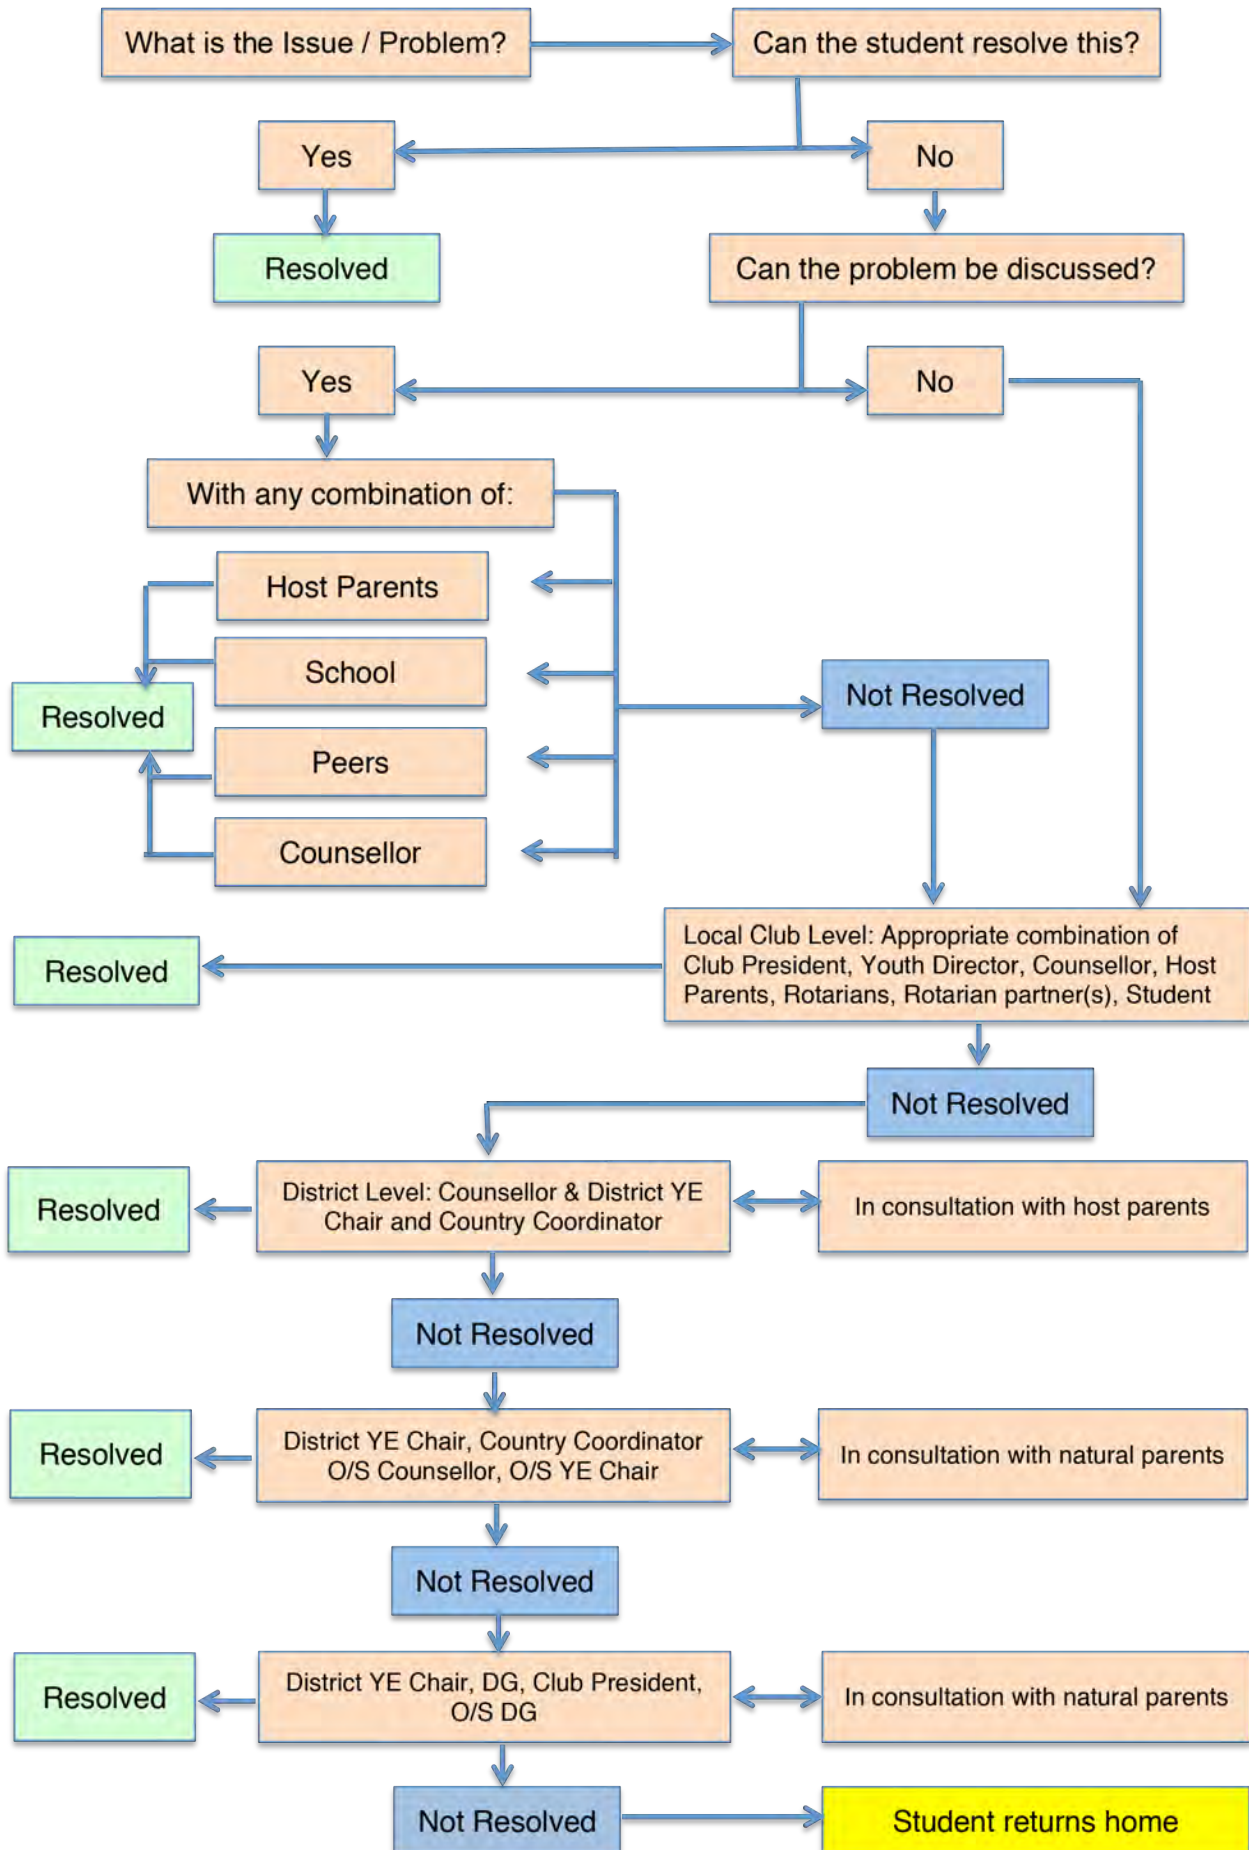 What is the Issue / Problem?
Can the student resolve this?
Yes
No
Resolved
Can the problem be discussed?
Yes
No
With any combination of:
Host Parents
School
Resolved
Not Resolved
Peers
Counsellor
Resolved
Local Club Level: Appropriate combination of
Club President, Youth Director, Counsellor, Host
Parents, Rotarians, Rotarian partner(s), Student
Not Resolved
Resolved
District Level: Counsellor & District YE
Chair and Country Coordinator
In consultation with host parents
Not Resolved
Resolved
District YE Chair, Country Coordinator
O/S Counsellor, O/S YE Chair
In consultation with natural parents
Not Resolved
Resolved
District YE Chair, DG, Club President,
O/S DG
In consultation with natural parents
Not Resolved
Student returns home